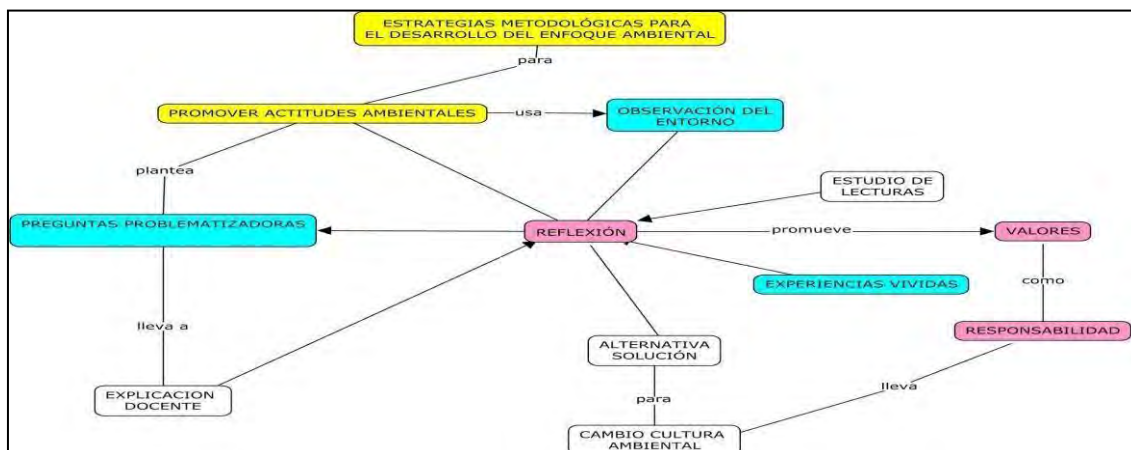 ESTRATEGIAS METODOLÓGICAS PARA
EL DESARROLLO DEL ENFOQUE AMBIENTAL
para
PROMOVER ACTITUDES AMBIENTALES
usa
OBSERVACIÓN DEL
ENTORNO
plantea
ESTUDIO DE
LECTURAS
PREGUNTAS PROBLEMATIZADORAS
REFLEXIÓN
promueve
VALORES
EXPERIENCIAS VIVIDAS
como
lleva a
RESPONSABILIDAD
ALTERNATIVA
SOLUCIÓN
EXPLICACION
DOCENTE
para
lleva
CAMBIO CULTURA
AMBIENTAL